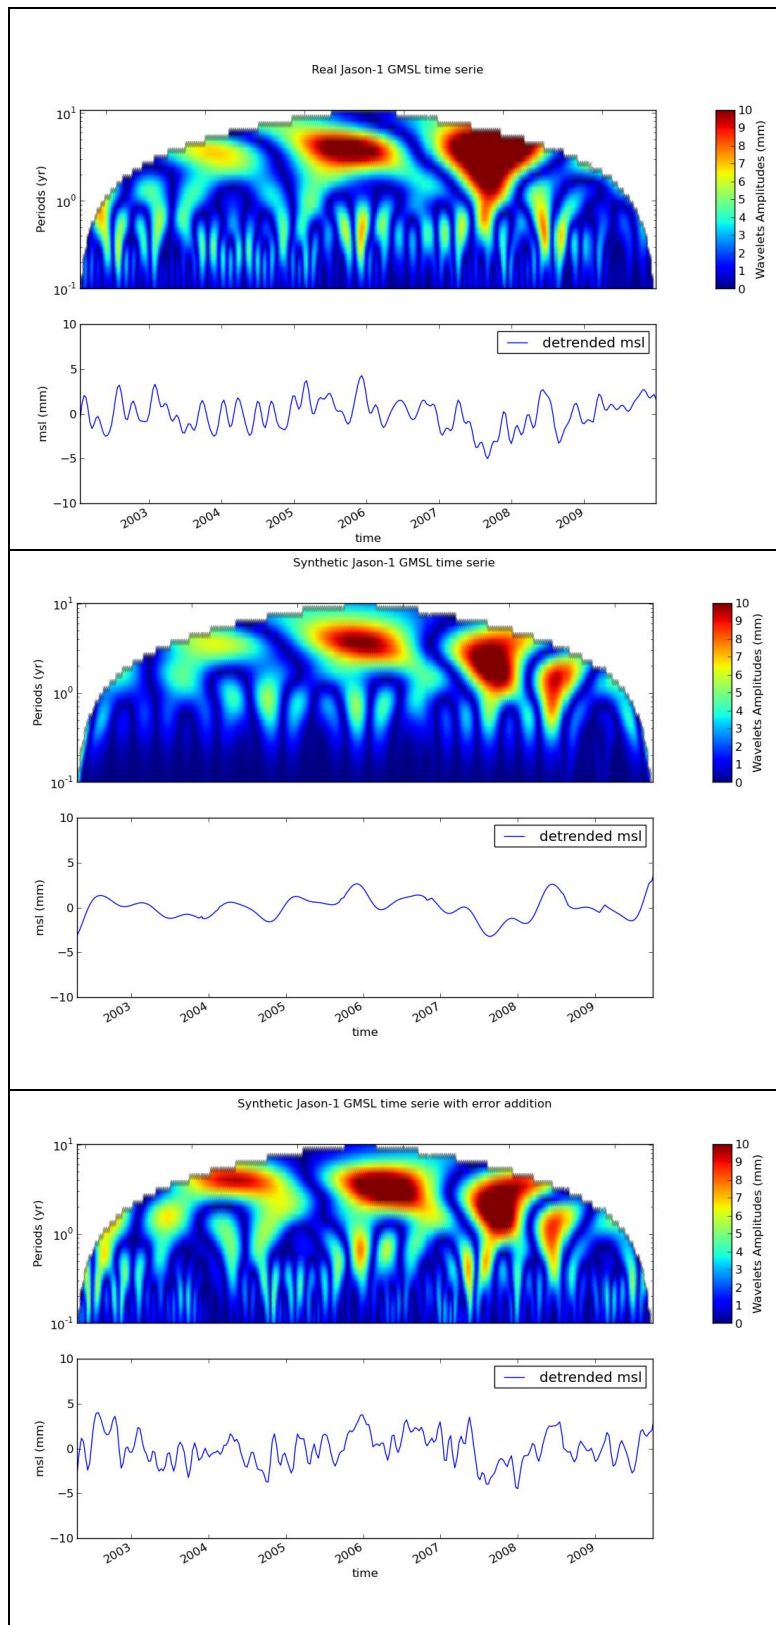 Real Jason-1 GMSL time serie
10¹
10⁰
10⁻¹
Periods (yr)
10
9
8
7
6
5
4
3
2
1
0
Wavelets Amplitudes (mm)
10
5
0
−5
−10
msl (mm)
detrended msl
2003 2004 2005 2006 2007 2008 2009
time
Synthetic Jason-1 GMSL time serie
10¹
10⁰
10⁻¹
Periods (yr)
10
9
8
7
6
5
4
3
2
1
0
Wavelets Amplitudes (mm)
10
5
0
−5
−10
msl (mm)
detrended msl
2003 2004 2005 2006 2007 2008 2009
time
Synthetic Jason-1 GMSL time serie with error addition
10¹
10⁰
10⁻¹
Periods (yr)
10
9
8
7
6
5
4
3
2
1
0
Wavelets Amplitudes (mm)
10
5
0
−5
−10
msl (mm)
detrended msl
2003 2004 2005 2006 2007 2008 2009
time